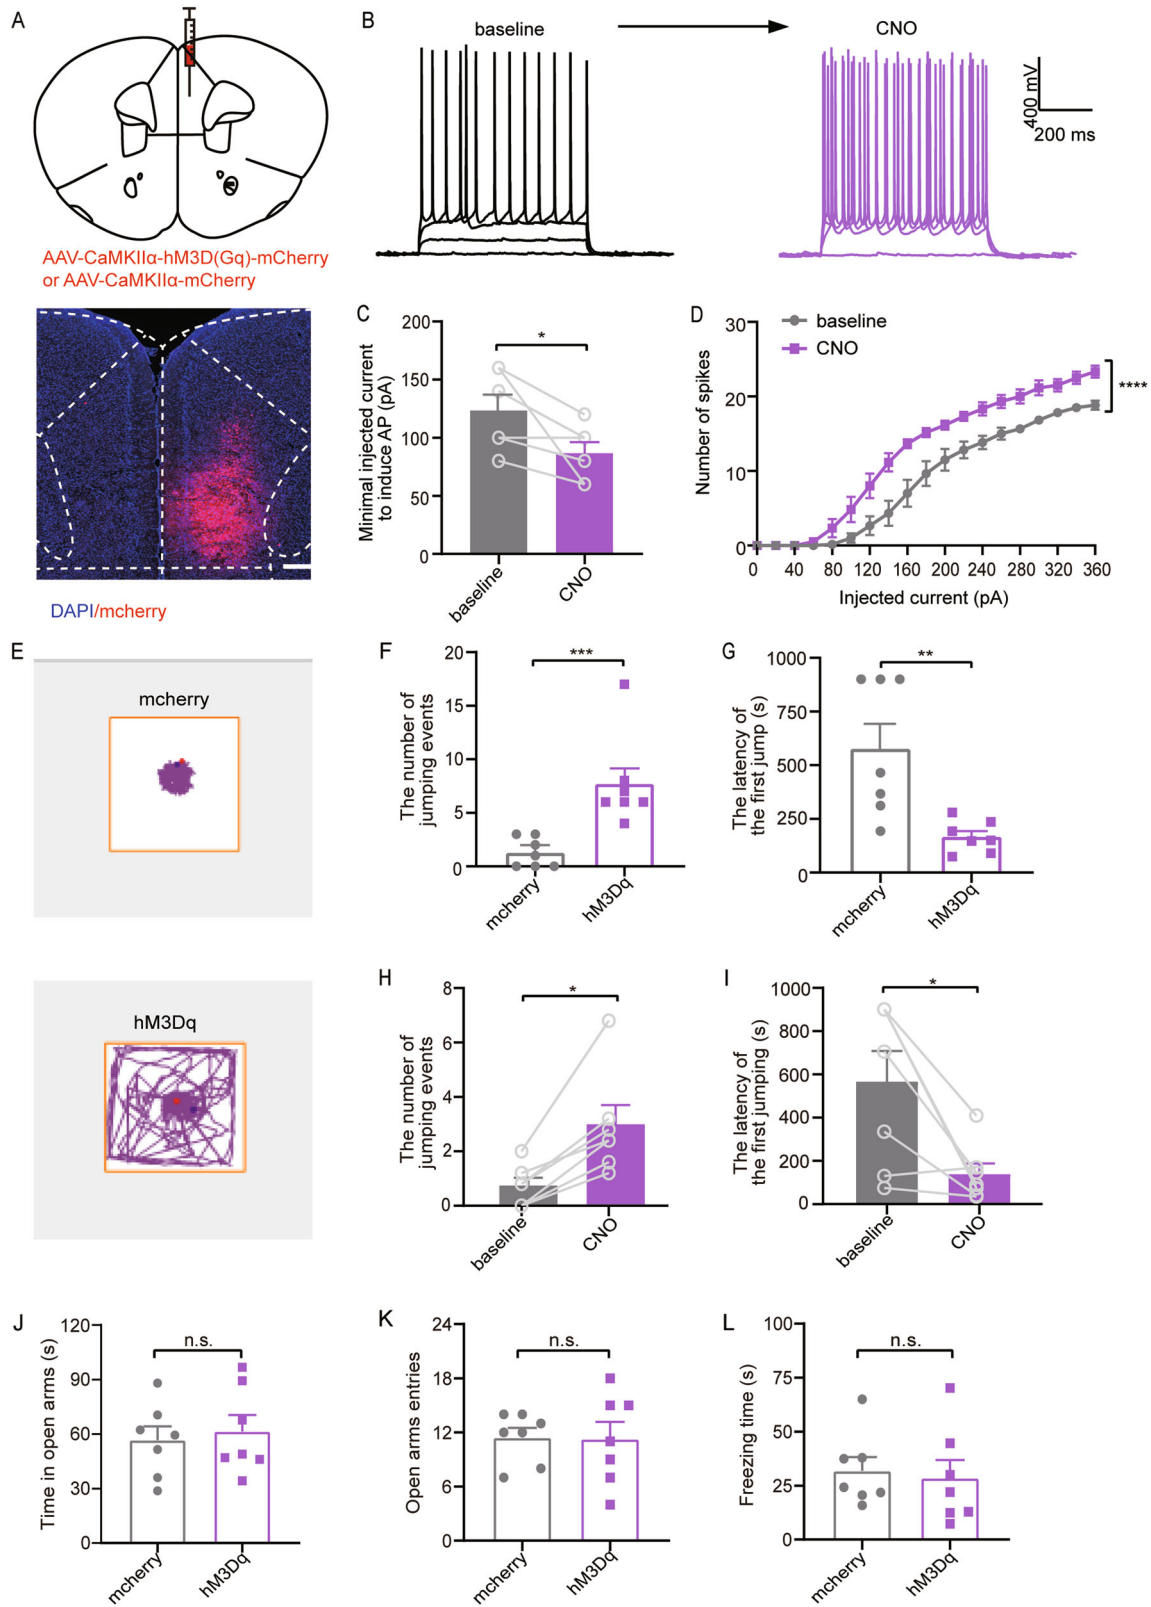 A
AAV-CaMKIIα-hM3D(Gq)-mCherry
or AAV-CaMKIIα-mCherry
DAPI/mcherry
B
baseline
CNO
400 mV
200 ms
C
Minimal injected current
to induce AP (pA)
200
150
100
50
0
*
baseline
CNO
D
Number of spikes
30
20
10
0
baseline
CNO
****
0 40 80 120 160 200 240 280 320 360
Injected current (pA)
E
mcherry
hM3Dq
F
The number of
jumping events
20
15
10
5
0
***
mcherry
hM3Dq
G
The latency of
the first jump (s)
1000
750
500
250
0
**
mcherry
hM3Dq
H
The number of
jumping events
8
6
4
2
0
*
baseline
CNO
I
The latency of
the first jumping (s)
1000
800
600
400
200
0
*
baseline
CNO
J
Time in open arms (s)
120
90
60
30
0
n.s.
mcherry
hM3Dq
K
Open arms entries
24
18
12
6
0
n.s.
mcherry
hM3Dq
L
Freezing time (s)
100
75
50
25
0
n.s.
mcherry
hM3Dq